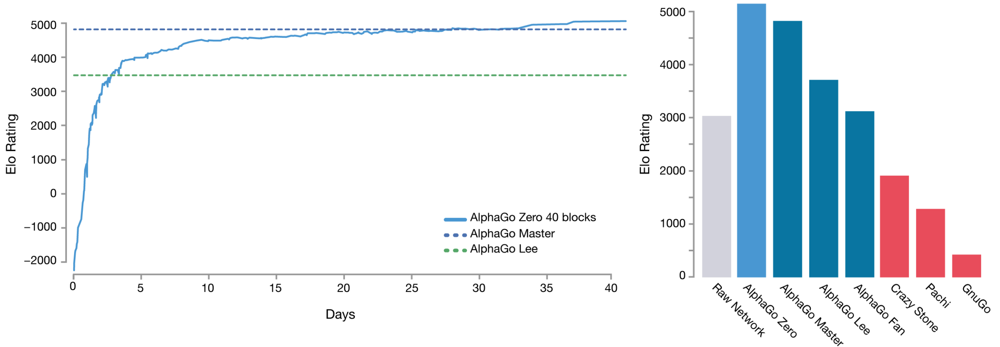 Elo Rating
5000
4000
3000
2000
1000
0
−1000
−2000
0 5 10 15 20 25 30 35 40
Days
AlphaGo Zero 40 blocks
AlphaGo Master
AlphaGo Lee
Elo Rating
5000
4000
3000
2000
1000
0
Raw Network
AlphaGo Zero
AlphaGo Master
AlphaGo Lee
AlphaGo Fan
Crazy Stone
Pachi
GnuGo